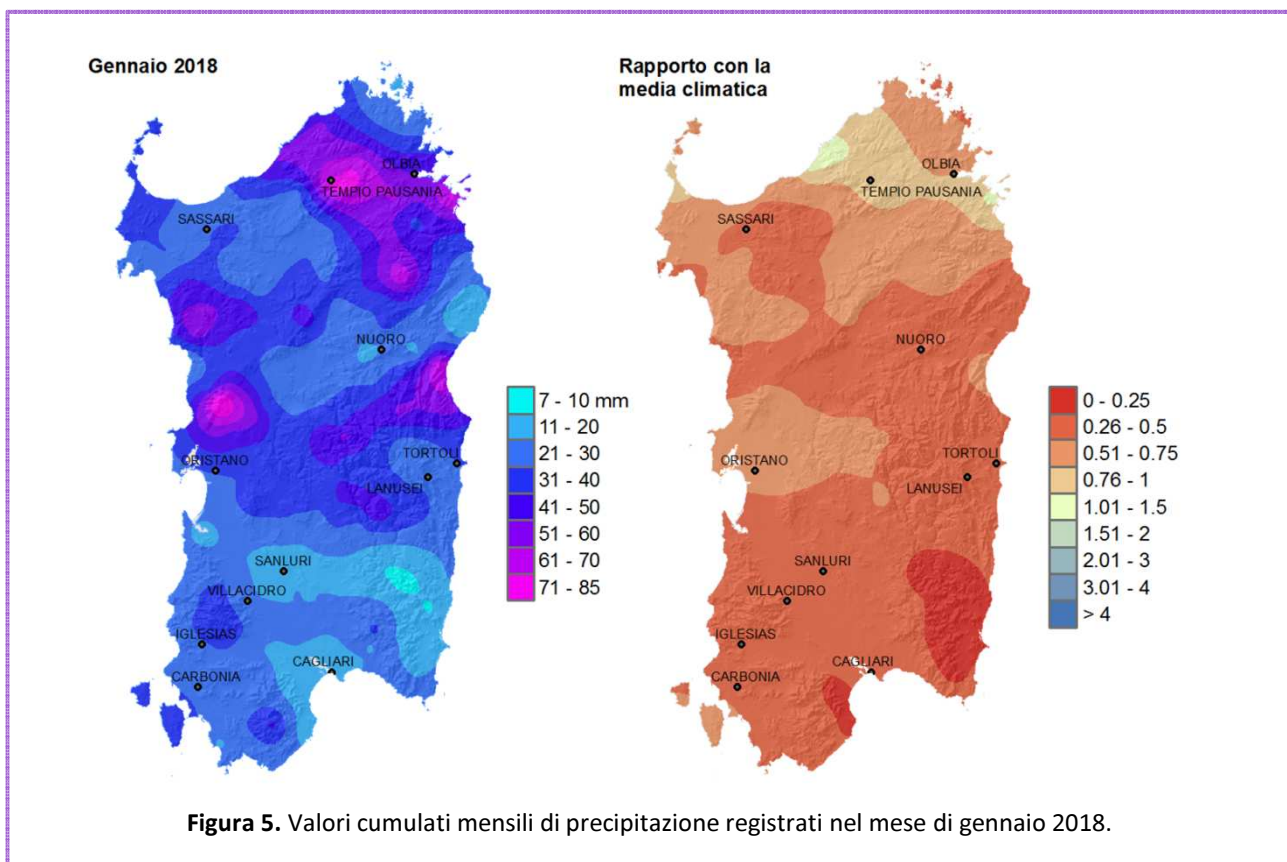 Gennaio 2018
OLBIA
TEMPIO PAUSANIA
SASSARI
NUORO
ORISTANO
TORTOLI
LANUSEI
SANLURI
VILLACIDRO
IGLESIAS
CAGLIARI
CARBONIA
7 - 10 mm
11 - 20
21 - 30
31 - 40
41 - 50
51 - 60
61 - 70
71 - 85
Rapporto con la
media climatica
OLBIA
TEMPIO PAUSANIA
SASSARI
NUORO
ORISTANO
TORTOLI
LANUSEI
SANLURI
VILLACIDRO
IGLESIAS
CAGLIARI
CARBONIA
0 - 0.25
0.26 - 0.5
0.51 - 0.75
0.76 - 1
1.01 - 1.5
1.51 - 2
2.01 - 3
3.01 - 4
> 4
Figura 5. Valori cumulati mensili di precipitazione registrati nel mese di gennaio 2018.